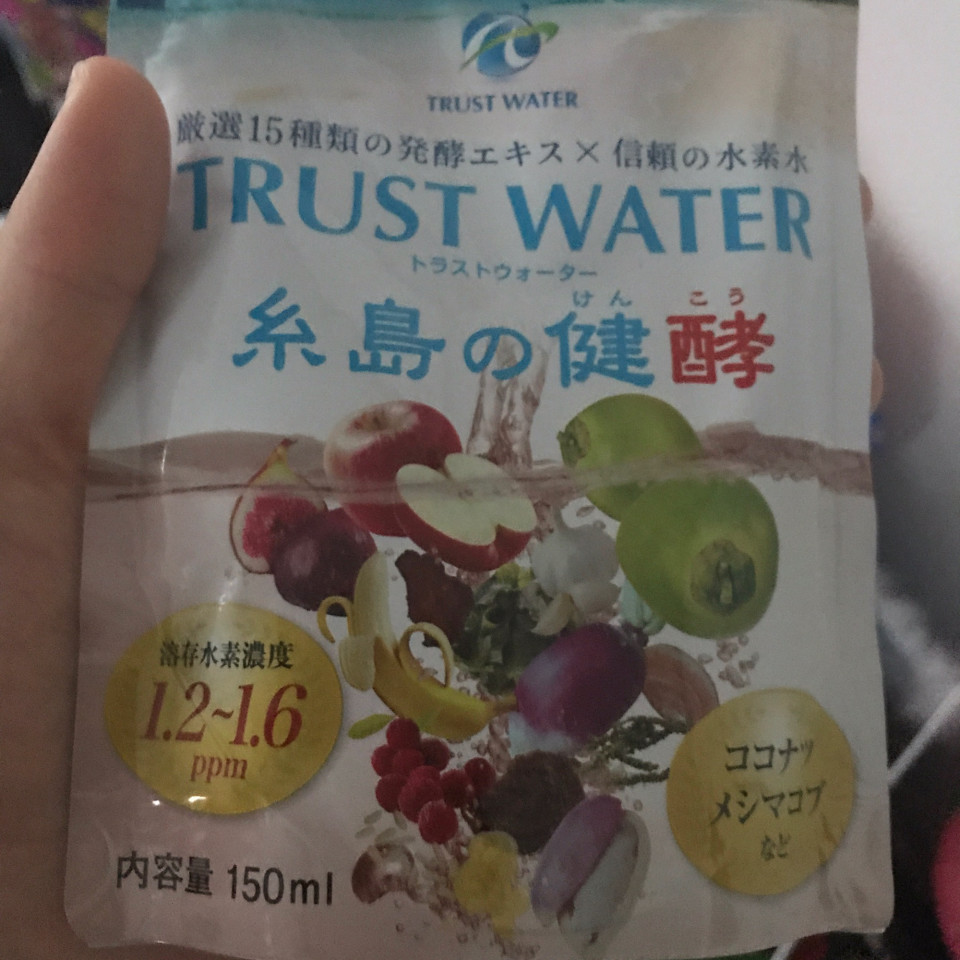 TRUST WATER
厳選15種類の発酵エキス×信頼の水素水
TRUST WATER
トラストウォーター
けん こう
糸島の健酵
溶存水素濃度
1.2~1.6
ppm
ココナツ
メシマコブ
など
内容量 150ml